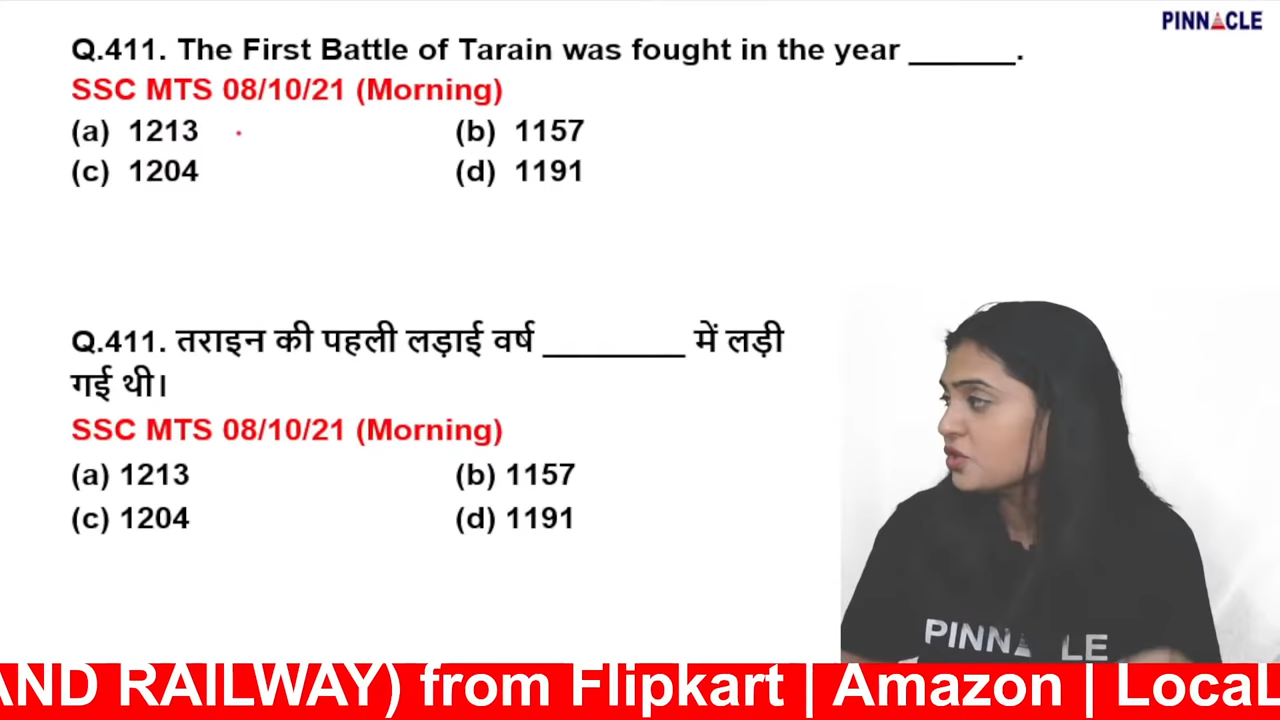 PINNACLE
Q.411. The First Battle of Tarain was fought in the year ______.
SSC MTS 08/10/21 (Morning)
(a) 1213 (b) 1157
(c) 1204 (d) 1191
Q.411. तराइन की पहली लड़ाई वर्ष ________ में लड़ी
गई थी।
SSC MTS 08/10/21 (Morning)
(a) 1213 (b) 1157
(c) 1204 (d) 1191
PINNACLE
AND RAILWAY) from Flipkart | Amazon | LocaL